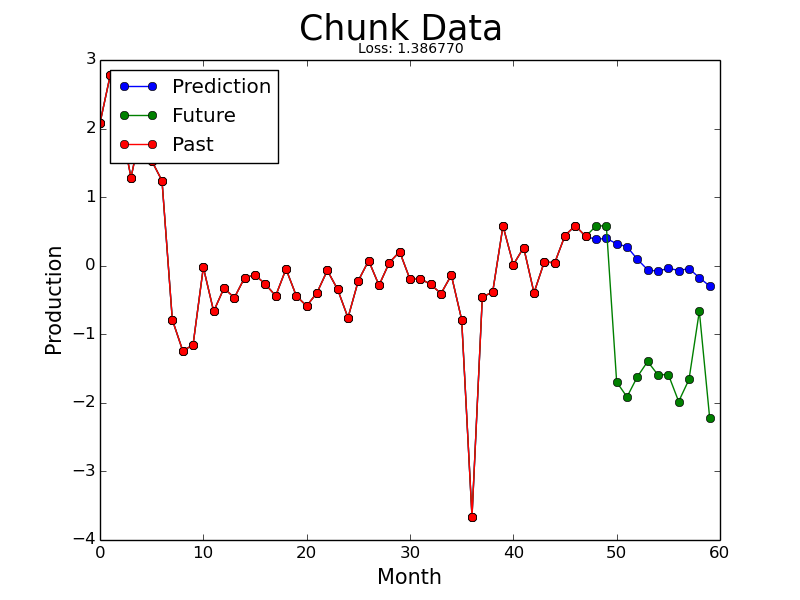 Chunk Data
Loss: 1.386770
3
2
1
0
−1
−2
−3
−4
Production
Prediction
Future
Past
0 10 20 30 40 50 60
Month